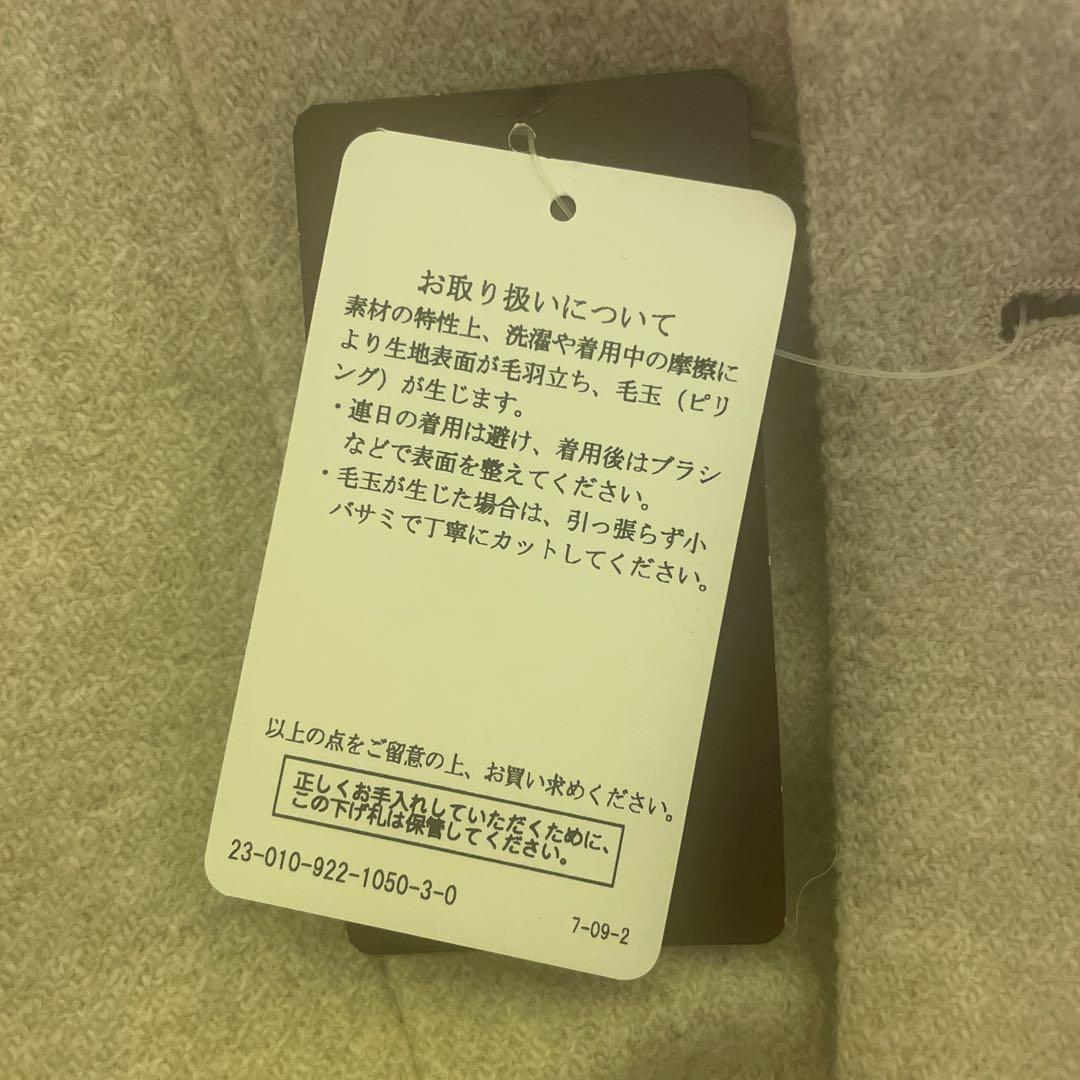 お取り扱いについて
素材の特性上、洗濯や着用中の摩擦に
より生地表面が毛羽立ち、毛玉（ピリ
ング）が生じます。
・連日の着用は避け、着用後はブラシ
などで表面を整えてください。
・毛玉が生じた場合は、引っ張らず小
バサミで丁寧にカットしてください。
以上の点をご留意の上、お買い求めください。
正しくお手入れしていただくために、
この下げ札は保管してください。
23-010-922-1050-3-0
7-09-2